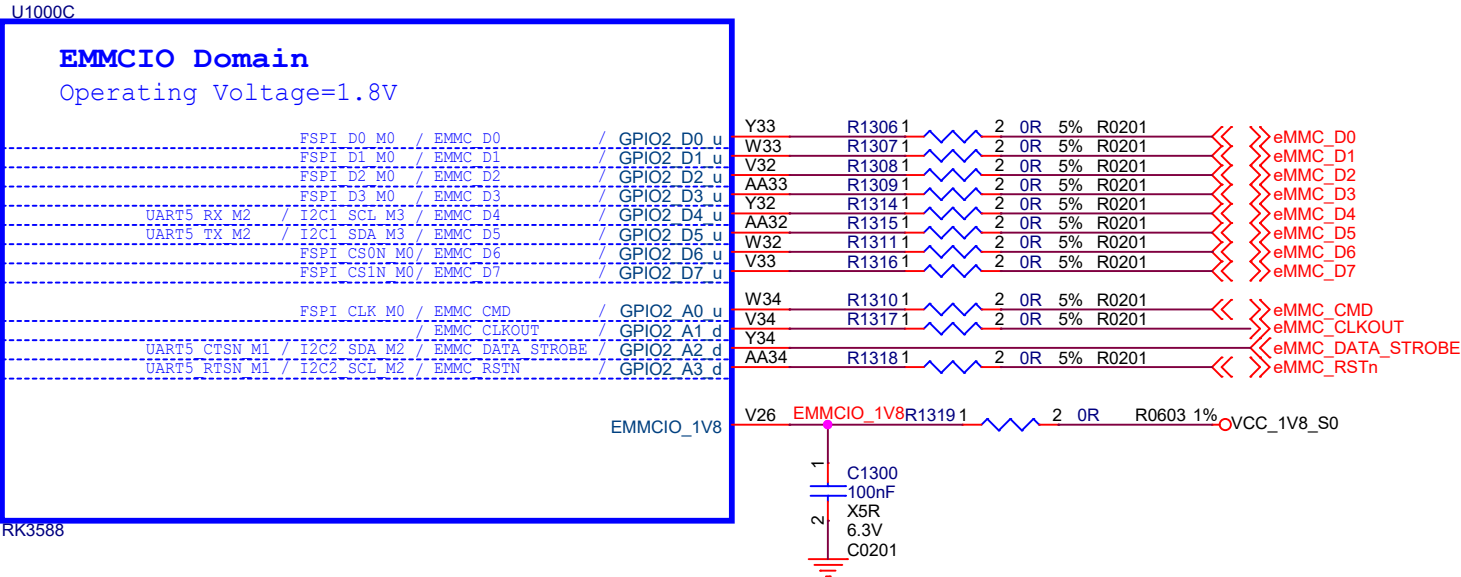 U1000C
EMMCIO Domain
Operating Voltage=1.8V
FSPI_D0_M0 / EMMC_D0 / GPIO2_D0_u Y33 R1306 1 2 0R 5% R0201 eMMC_D0
FSPI_D1_M0 / EMMC_D1 / GPIO2_D1_u W33 R1307 1 2 0R 5% R0201 eMMC_D1
FSPI_D2_M0 / EMMC_D2 / GPIO2_D2_u V32 R1308 1 2 0R 5% R0201 eMMC_D2
FSPI_D3_M0 / EMMC_D3 / GPIO2_D3_u AA33 R1309 1 2 0R 5% R0201 eMMC_D3
UART5_RX_M2 / I2C1_SCL_M3 / EMMC_D4 / GPIO2_D4_u Y32 R1314 1 2 0R 5% R0201 eMMC_D4
UART5_TX_M2 / I2C1_SDA_M3 / EMMC_D5 / GPIO2_D5_u AA32 R1315 1 2 0R 5% R0201 eMMC_D5
FSPI_CS0N_M0/ EMMC_D6 / GPIO2_D6_u W32 R1311 1 2 0R 5% R0201 eMMC_D6
FSPI_CS1N_M0/ EMMC_D7 / GPIO2_D7_u V33 R1316 1 2 0R 5% R0201 eMMC_D7
FSPI_CLK_M0 / EMMC_CMD / GPIO2_A0_u W34 R1310 1 2 0R 5% R0201 eMMC_CMD
/ EMMC_CLKOUT / GPIO2_A1_d V34 R1317 1 2 0R 5% R0201 eMMC_CLKOUT
UART5_CTSN_M1 / I2C2_SDA_M2 / EMMC_DATA_STROBE / GPIO2_A2_d Y34 eMMC_DATA_STROBE
UART5_RTSN_M1 / I2C2_SCL_M2 / EMMC_RSTN / GPIO2_A3_d AA34 R1318 1 2 0R 5% R0201 eMMC_RSTn
EMMCIO_1V8 V26 EMMCIO_1V8 R1319 1 2 0R R0603 1% VCC_1V8_S0
1
C1300
100nF
X5R
2
6.3V
C0201
RK3588